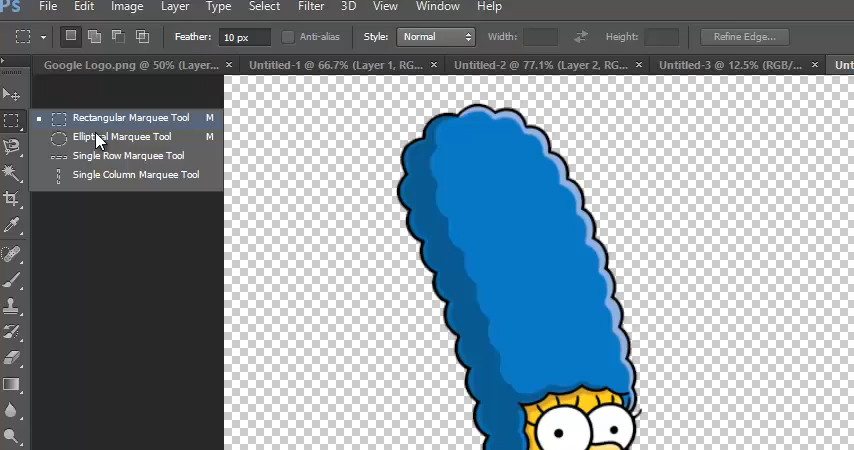 PS File Edit Image Layer Type Select Filter 3D View Window Help
Feather: 10 px Anti-alias Style: Normal Width: Height: Refine Edge...
Google Logo.png @ 50% (Layer... × Untitled-1 @ 66.7% (Layer 1, RG... × Untitled-2 @ 77.1% (Layer 2, RG... × Untitled-3 @ 12.5% (RGB/... × Unt
Rectangular Marquee Tool M
Elliptical Marquee Tool M
Single Row Marquee Tool
Single Column Marquee Tool